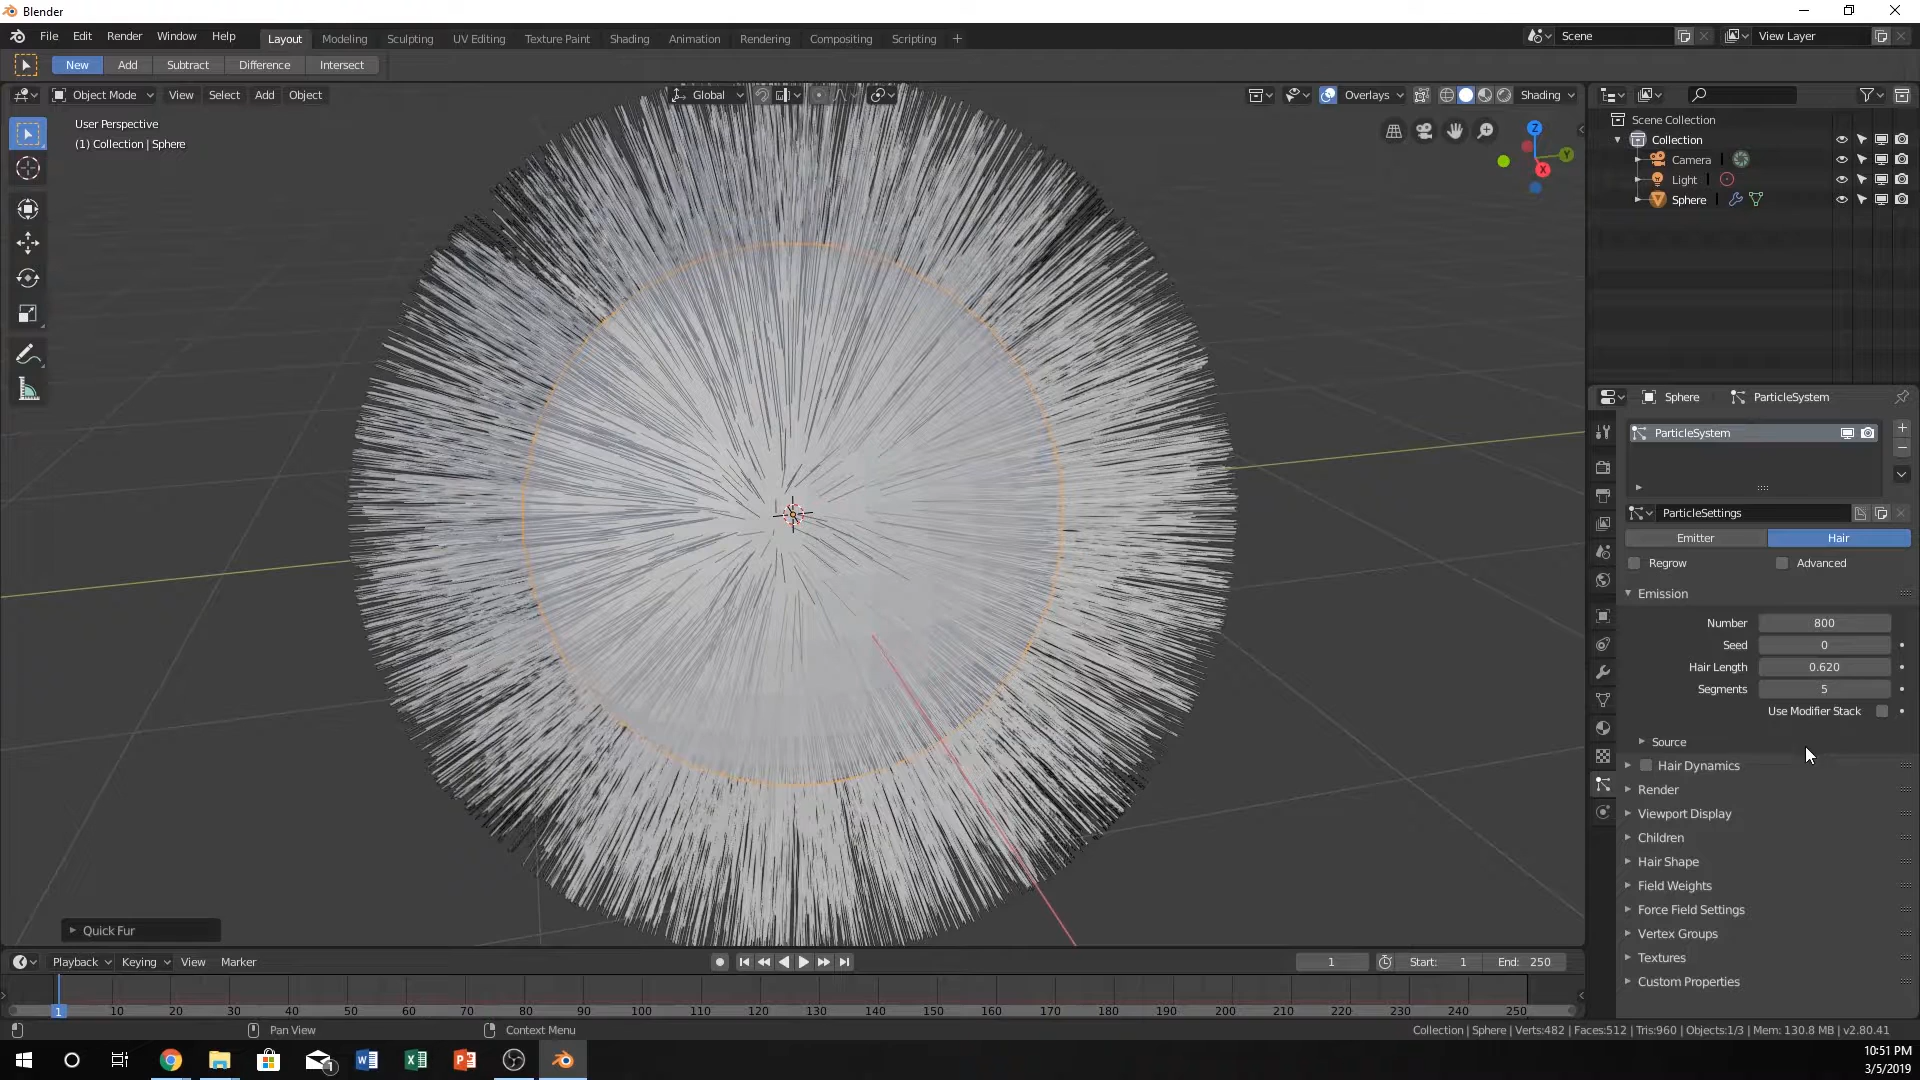 Blender
File Edit Render Window Help Layout Modeling Sculpting UV Editing Texture Paint Shading Animation Rendering Compositing Scripting + Scene View Layer
New Add Subtract Difference Intersect
Object Mode View Select Add Object Global Overlays Shading
User Perspective
(1) Collection | Sphere
Z
Y
X
Scene Collection
Collection
Camera
Light
Sphere
Sphere ParticleSystem
ParticleSystem
ParticleSettings
Emitter Hair
Regrow Advanced
Emission
Number 800
Seed 0
Hair Length 0.620
Segments 5
Use Modifier Stack
Source
Hair Dynamics
Render
Viewport Display
Children
Hair Shape
Field Weights
Force Field Settings
Vertex Groups
Textures
Custom Properties
Quick Fur
Playback Keying View Marker 1 Start: 1 End: 250
1 10 20 30 40 50 60 70 80 90 100 110 120 130 140 150 160 170 180 190 200 210 220 230 240 250
Pan View Context Menu Collection | Sphere | Verts:482 | Faces:512 | Tris:960 | Objects:1/3 | Mem: 130.8 MB | v2.80.41
10:51 PM
3/5/2019